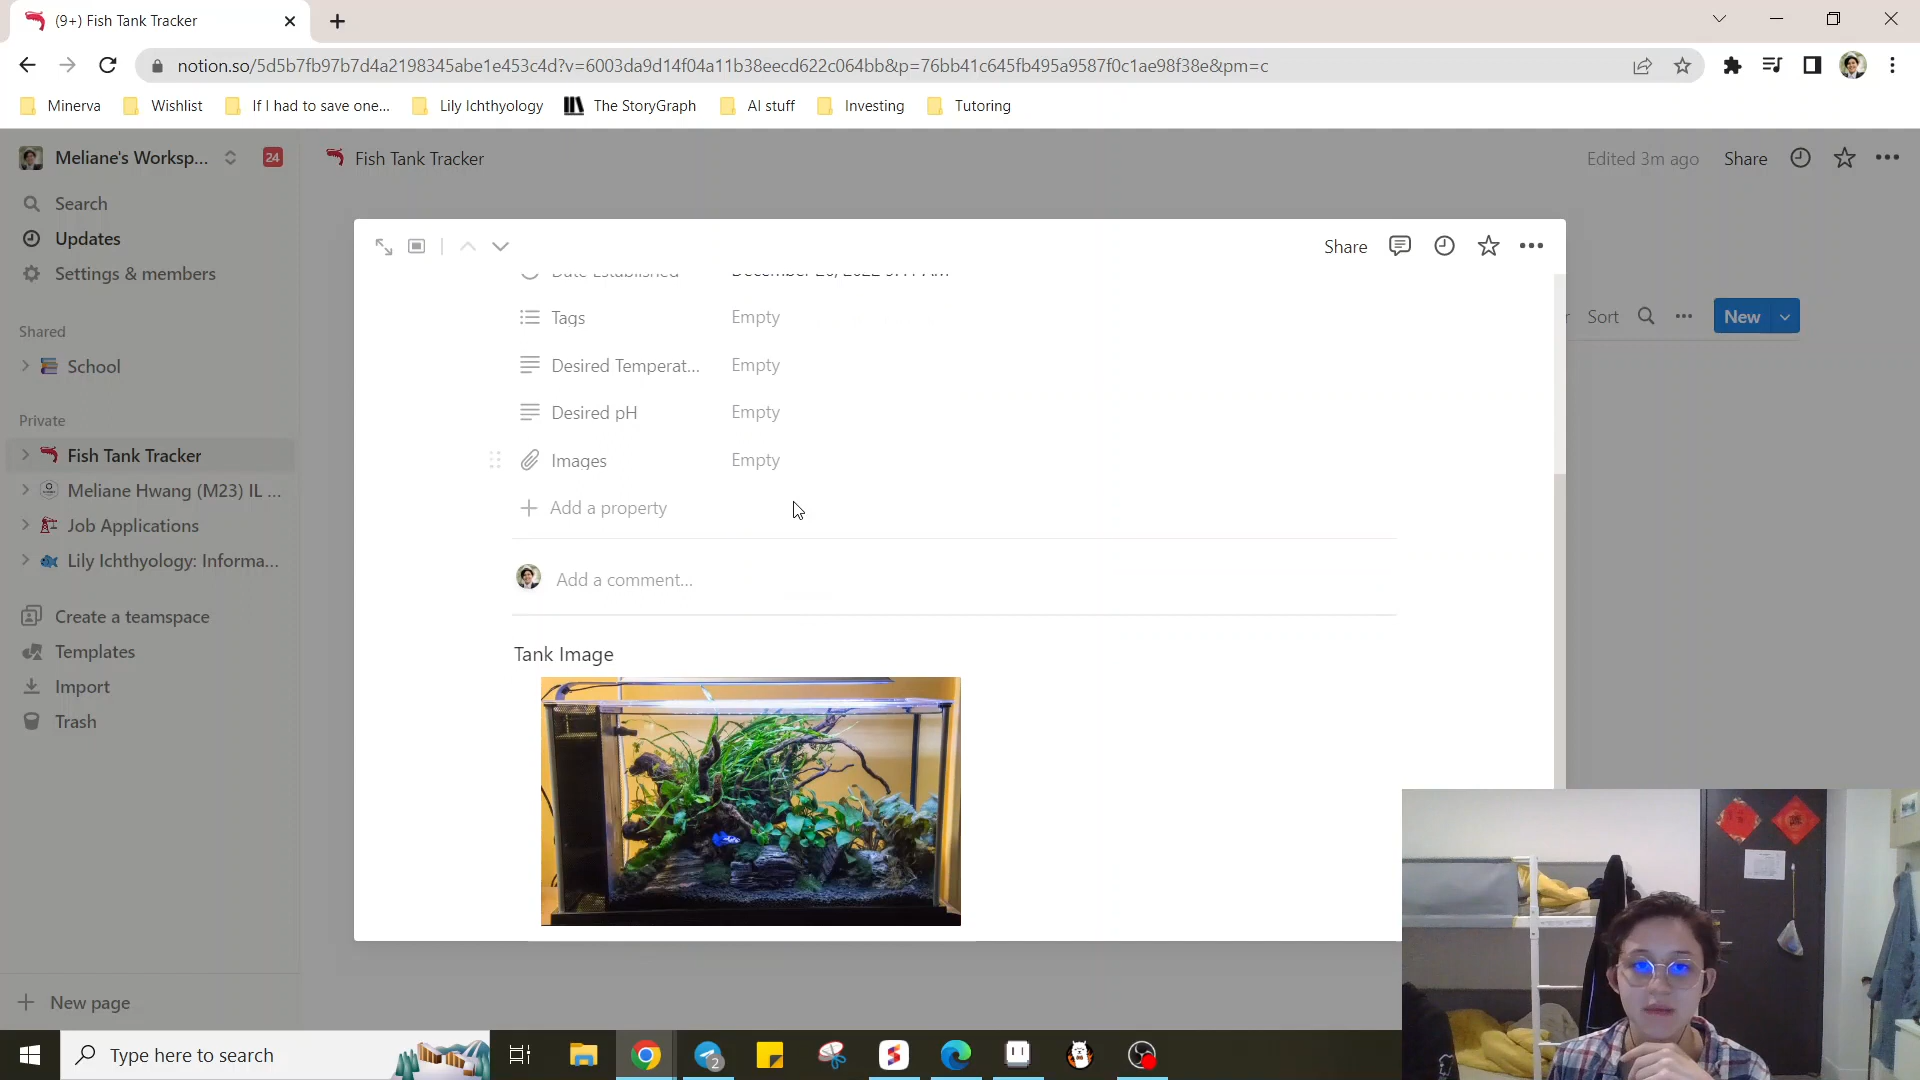 (9+) Fish Tank Tracker
notion.so/5d5b7fb97b7d4a2198345abe1e453c4d?v=6003da9d14f04a11b38eecd622c064bb&p=76bb41c645fb495a9587f0c1ae98f38e&pm=c
Minerva Wishlist If I had to save one... Lily Ichthyology The StoryGraph AI stuff Investing Tutoring
Meliane's Worksp... 24
Fish Tank Tracker
Edited 3m ago Share
Search
Updates
Settings & members
Shared
School
Private
Fish Tank Tracker
Meliane Hwang (M23) IL ...
Job Applications
Lily Ichthyology: Informa...
Create a teamspace
Templates
Import
Trash
New page
Sort New
Share
Date Established
Tags Empty
Desired Temperat... Empty
Desired pH Empty
Images Empty
Add a property
Add a comment...
Tank Image
Type here to search
2